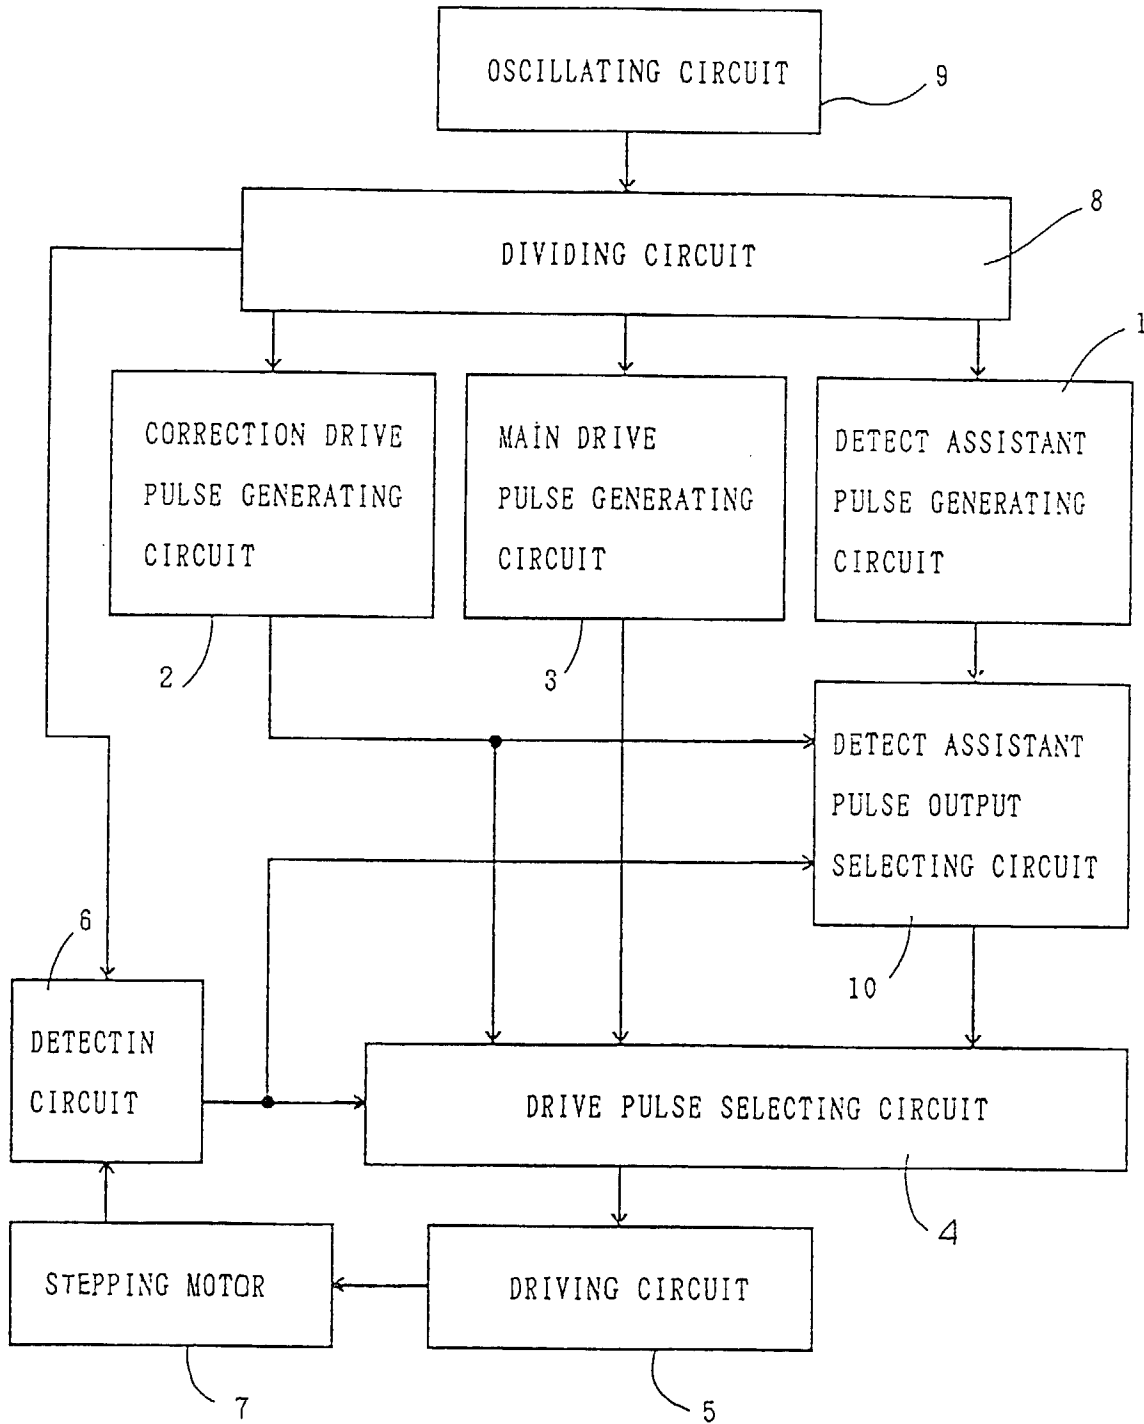 OSCILLATING CIRCUIT
9
DIVIDING CIRCUIT
8
1
CORRECTION DRIVE
PULSE GENERATING
CIRCUIT
2
MAIN DRIVE
PULSE GENERATING
CIRCUIT
3
DETECT ASSISTANT
PULSE GENERATING
CIRCUIT
DETECT ASSISTANT
PULSE OUTPUT
SELECTING CIRCUIT
10
6
DETECTIN
CIRCUIT
DRIVE PULSE SELECTING CIRCUIT
4
STEPPING MOTOR
7
DRIVING CIRCUIT
5